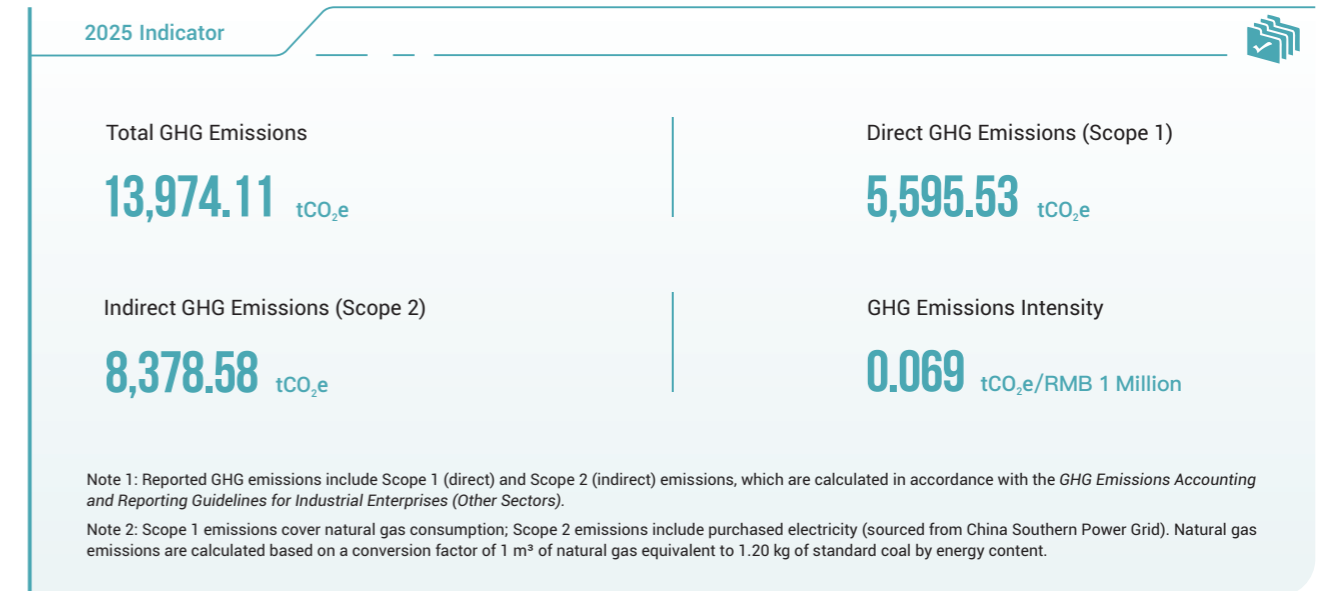 2025 Indicator
Total GHG Emissions
13,974.11 tCO₂e
Direct GHG Emissions (Scope 1)
5,595.53 tCO₂e
Indirect GHG Emissions (Scope 2)
8,378.58 tCO₂e
GHG Emissions Intensity
0.069 tCO₂e/RMB 1 Million
Note 1: Reported GHG emissions include Scope 1 (direct) and Scope 2 (indirect) emissions, which are calculated in accordance with the GHG Emissions Accounting
and Reporting Guidelines for Industrial Enterprises (Other Sectors).
Note 2: Scope 1 emissions cover natural gas consumption; Scope 2 emissions include purchased electricity (sourced from China Southern Power Grid). Natural gas
emissions are calculated based on a conversion factor of 1 m³ of natural gas equivalent to 1.20 kg of standard coal by energy content.